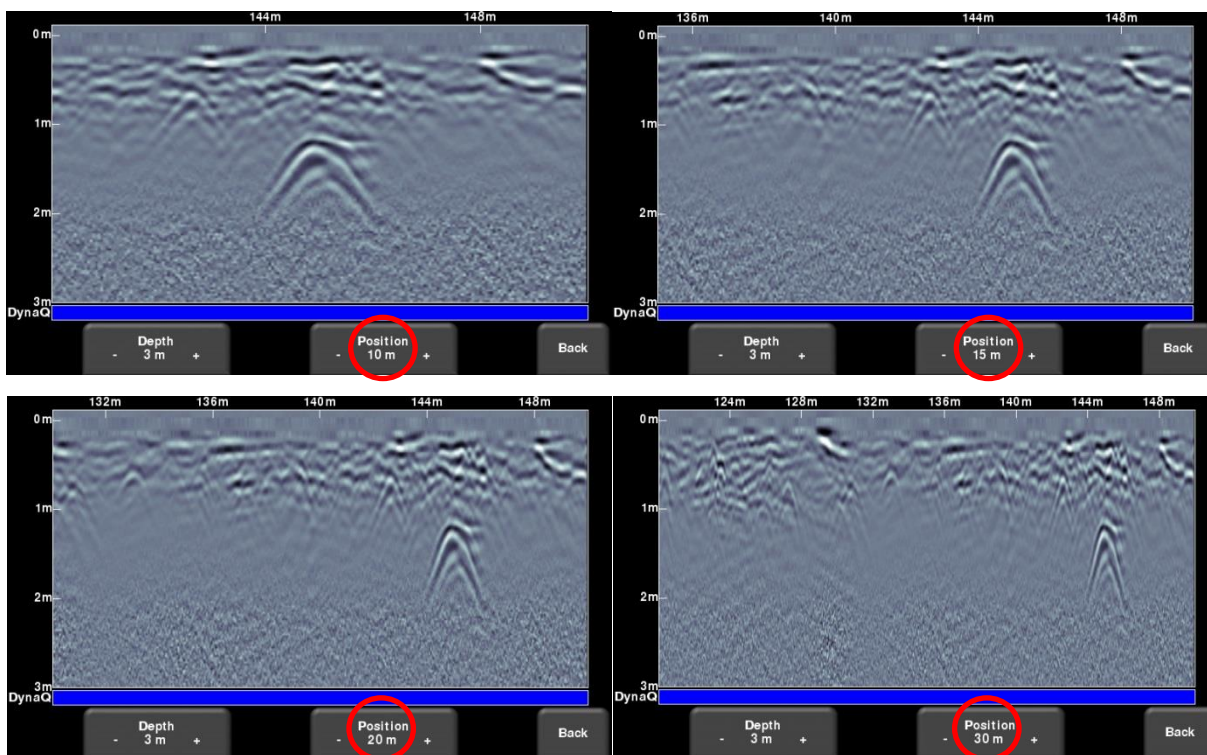 144m 148m
0m
1m
2m
3m
DynaQ
Depth
- 3 m +
Position
- 10 m +
Back
136m 140m 144m 148m
0m
1m
2m
3m
DynaQ
Depth
- 3 m +
Position
- 15 m +
Back
132m 136m 140m 144m 148m
0m
1m
2m
3m
DynaQ
Depth
- 3 m +
Position
- 20 m +
Back
124m 128m 132m 136m 140m 144m 148m
0m
1m
2m
3m
DynaQ
Depth
- 3 m +
Position
- 30 m +
Back